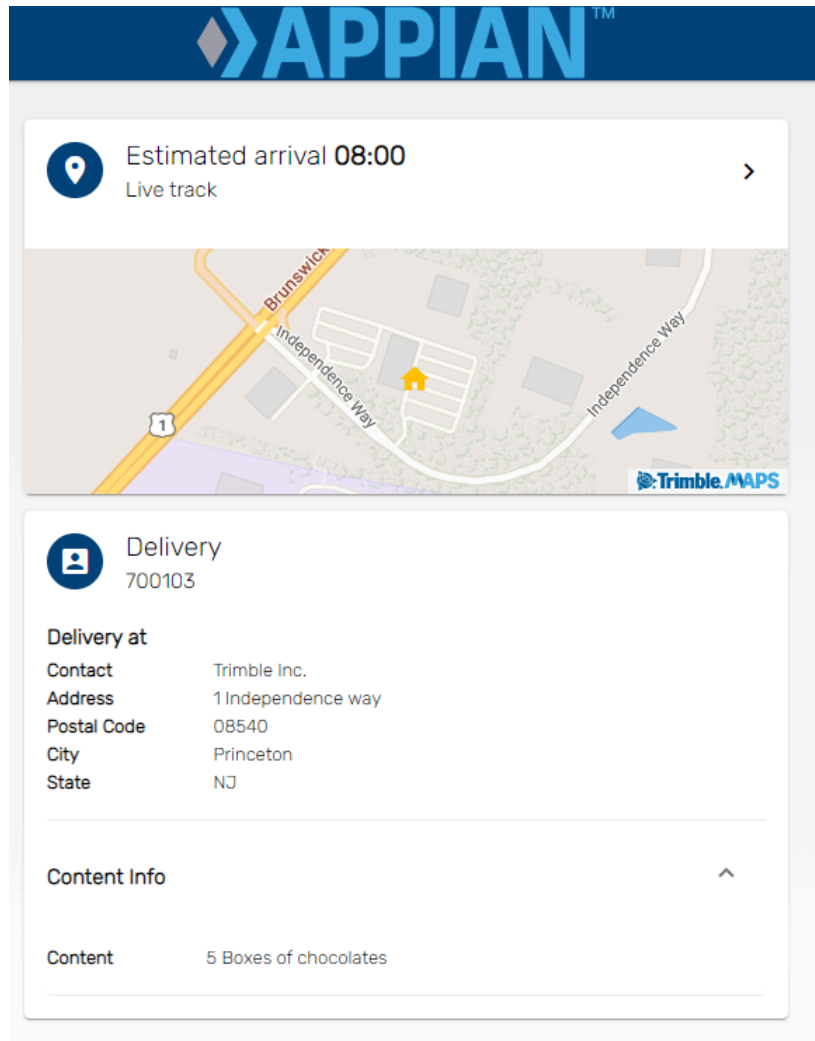 APPIAN™
Estimated arrival 08:00
Live track
Brunswick
Independence Way
Independence Way
1
Trimble. MAPS
Delivery
700103
Delivery at
Contact Trimble Inc.
Address 1 Independence way
Postal Code 08540
City Princeton
State NJ
Content Info
Content 5 Boxes of chocolates